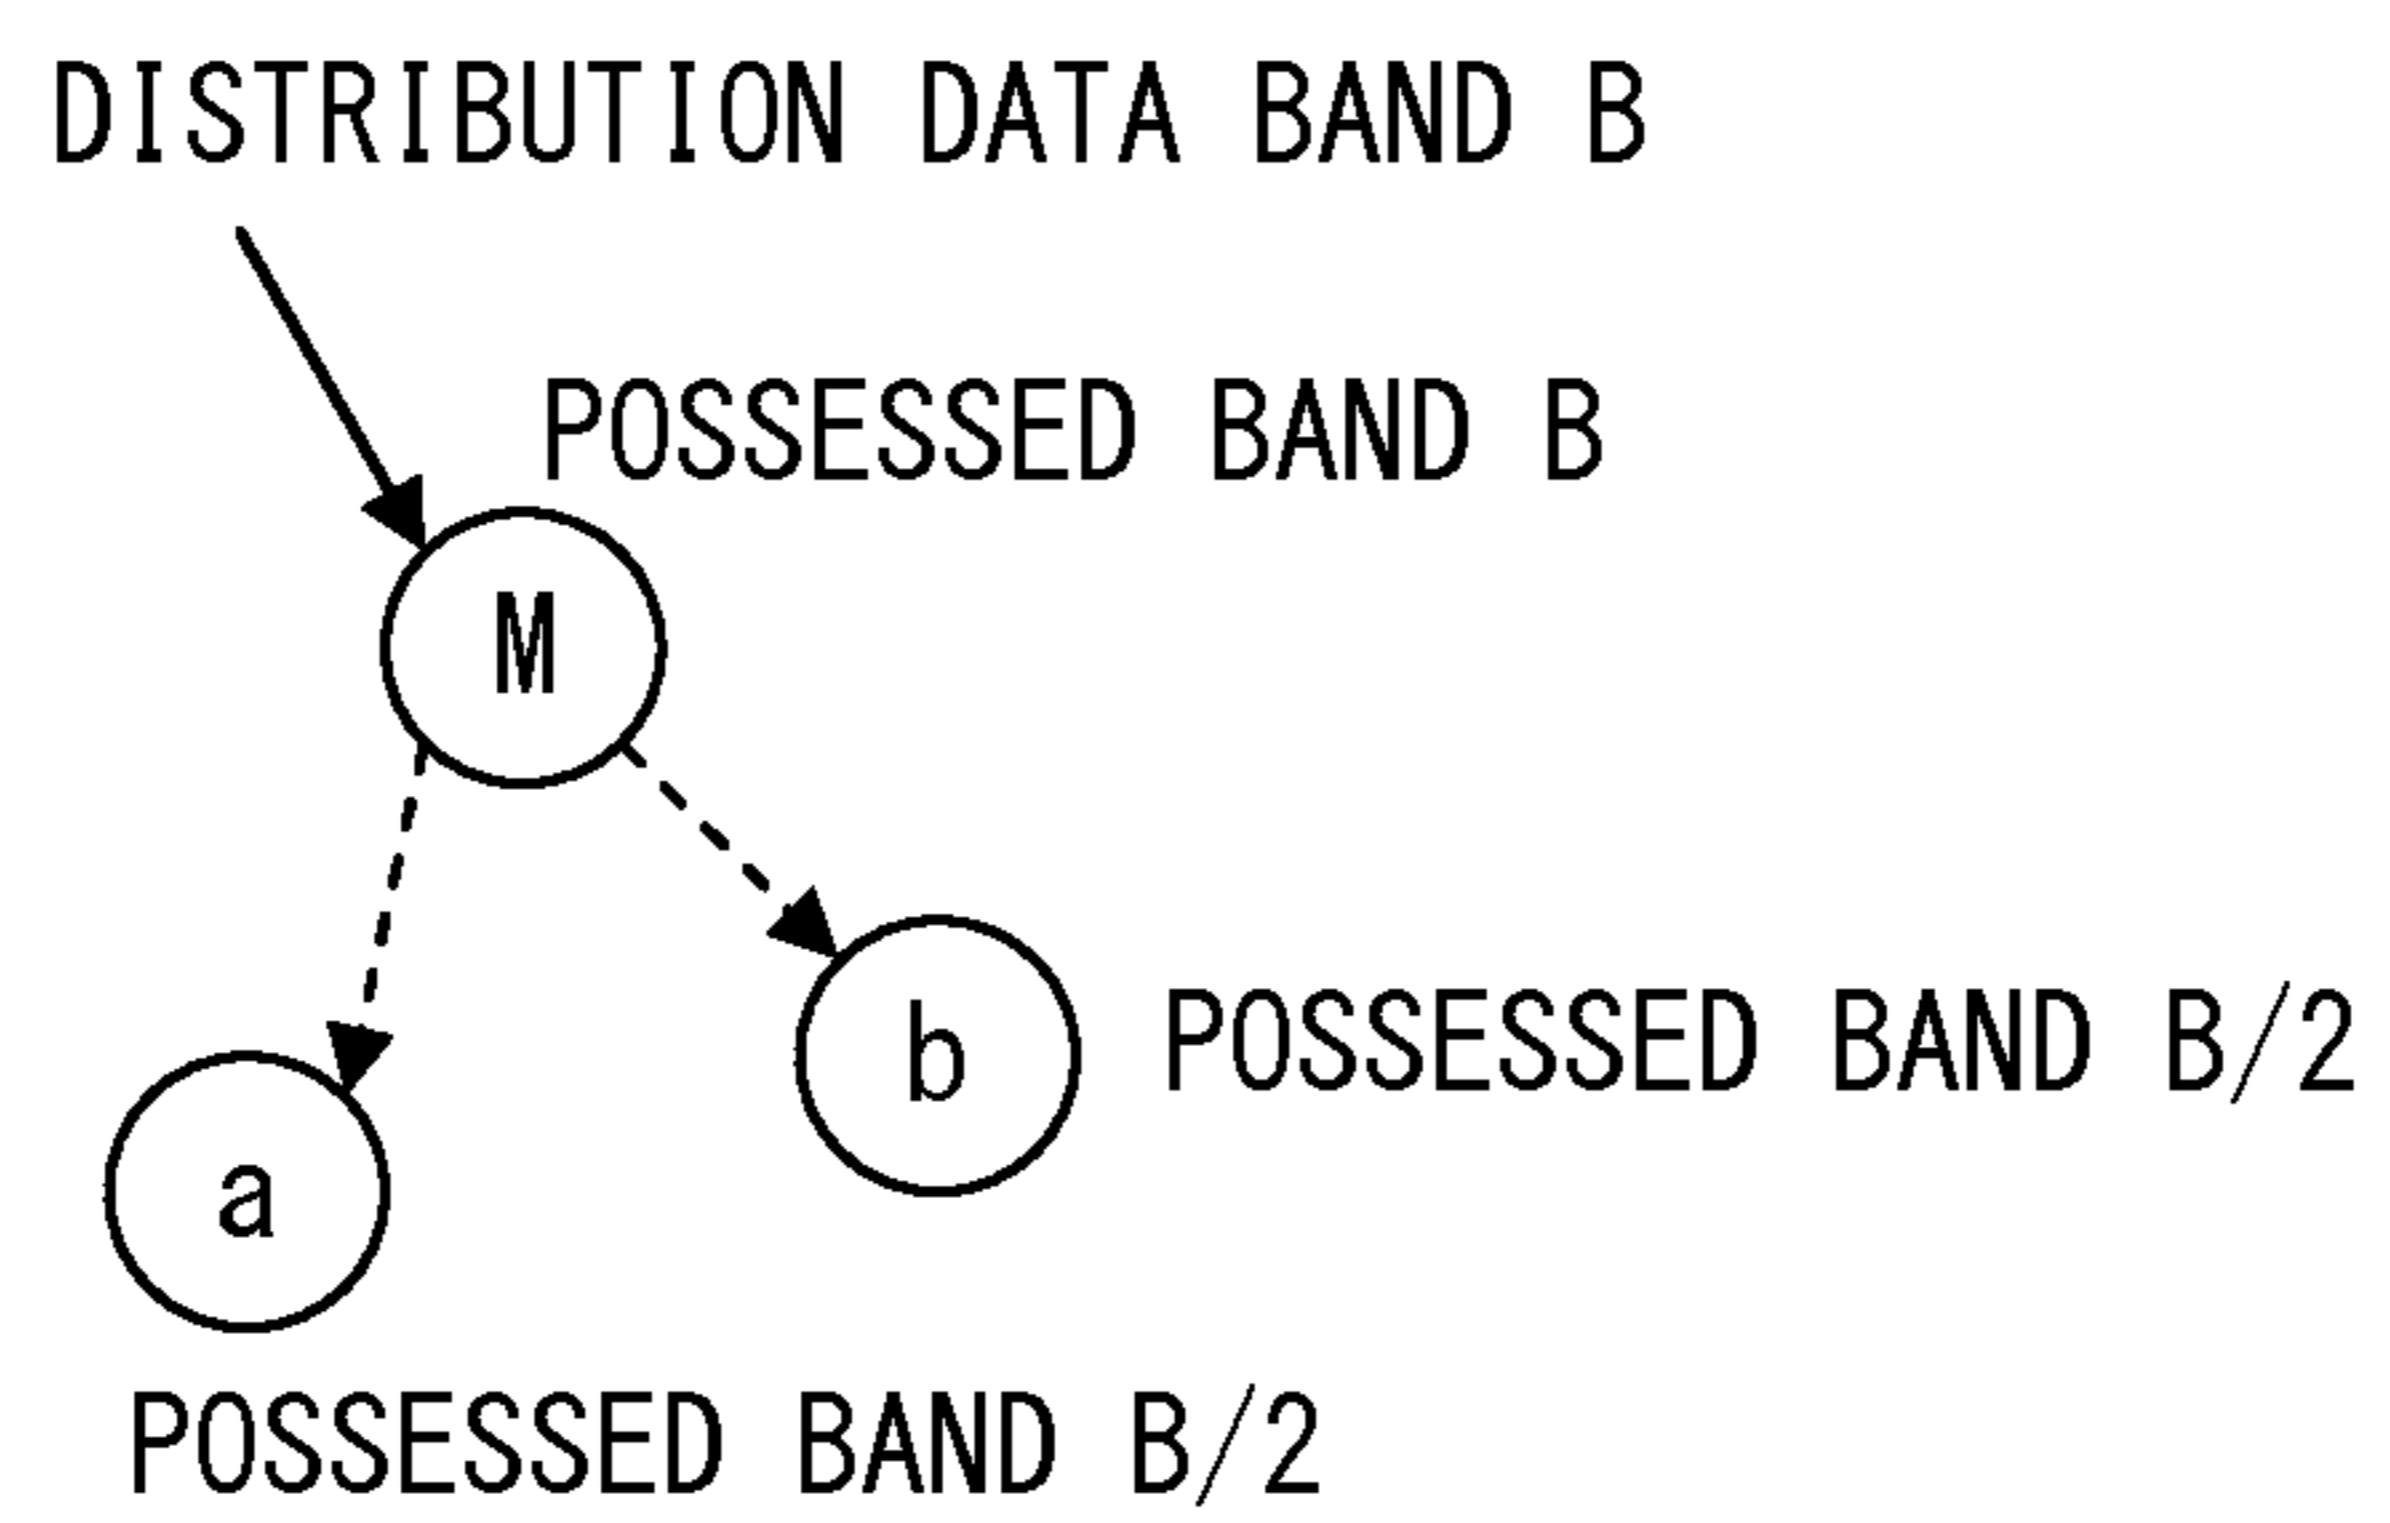 DISTRIBUTION DATA BAND B
POSSESSED BAND B
M
b
POSSESSED BAND B/2
a
POSSESSED BAND B/2